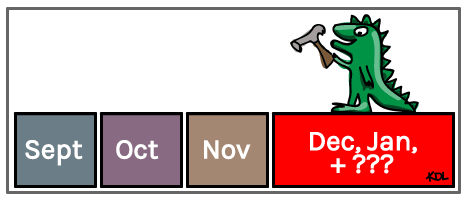 Sept
Oct
Nov
Dec, Jan,
+ ???
KDL